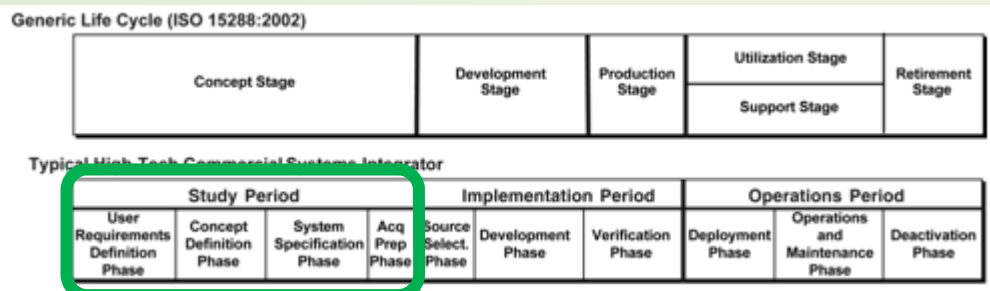 Generic Life Cycle (ISO 15288:2002)
Concept Stage
Development
Stage
Production
Stage
Utilization Stage
Support Stage
Retirement
Stage
Typical High-Tech Commercial Systems Integrator
Study Period
Implementation Period
Operations Period
User
Requirements
Definition
Phase
Concept
Definition
Phase
System
Specification
Phase
Acq
Prep
Phase
Source
Select.
Phase
Development
Phase
Verification
Phase
Deployment
Phase
Operations
and
Maintenance
Phase
Deactivation
Phase